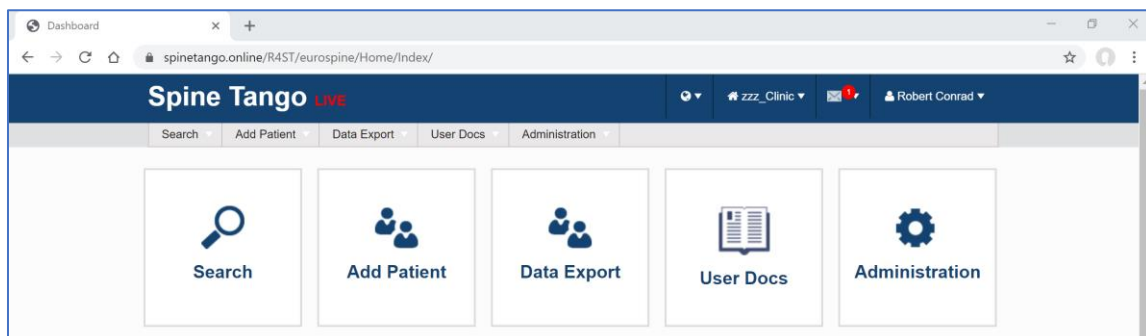 Dashboard
spinetango.online/R4ST/eurospine/Home/Index/
Spine Tango LIVE
zzz_Clinic
1
Robert Conrad
Search
Add Patient
Data Export
User Docs
Administration
Search
Add Patient
Data Export
User Docs
Administration